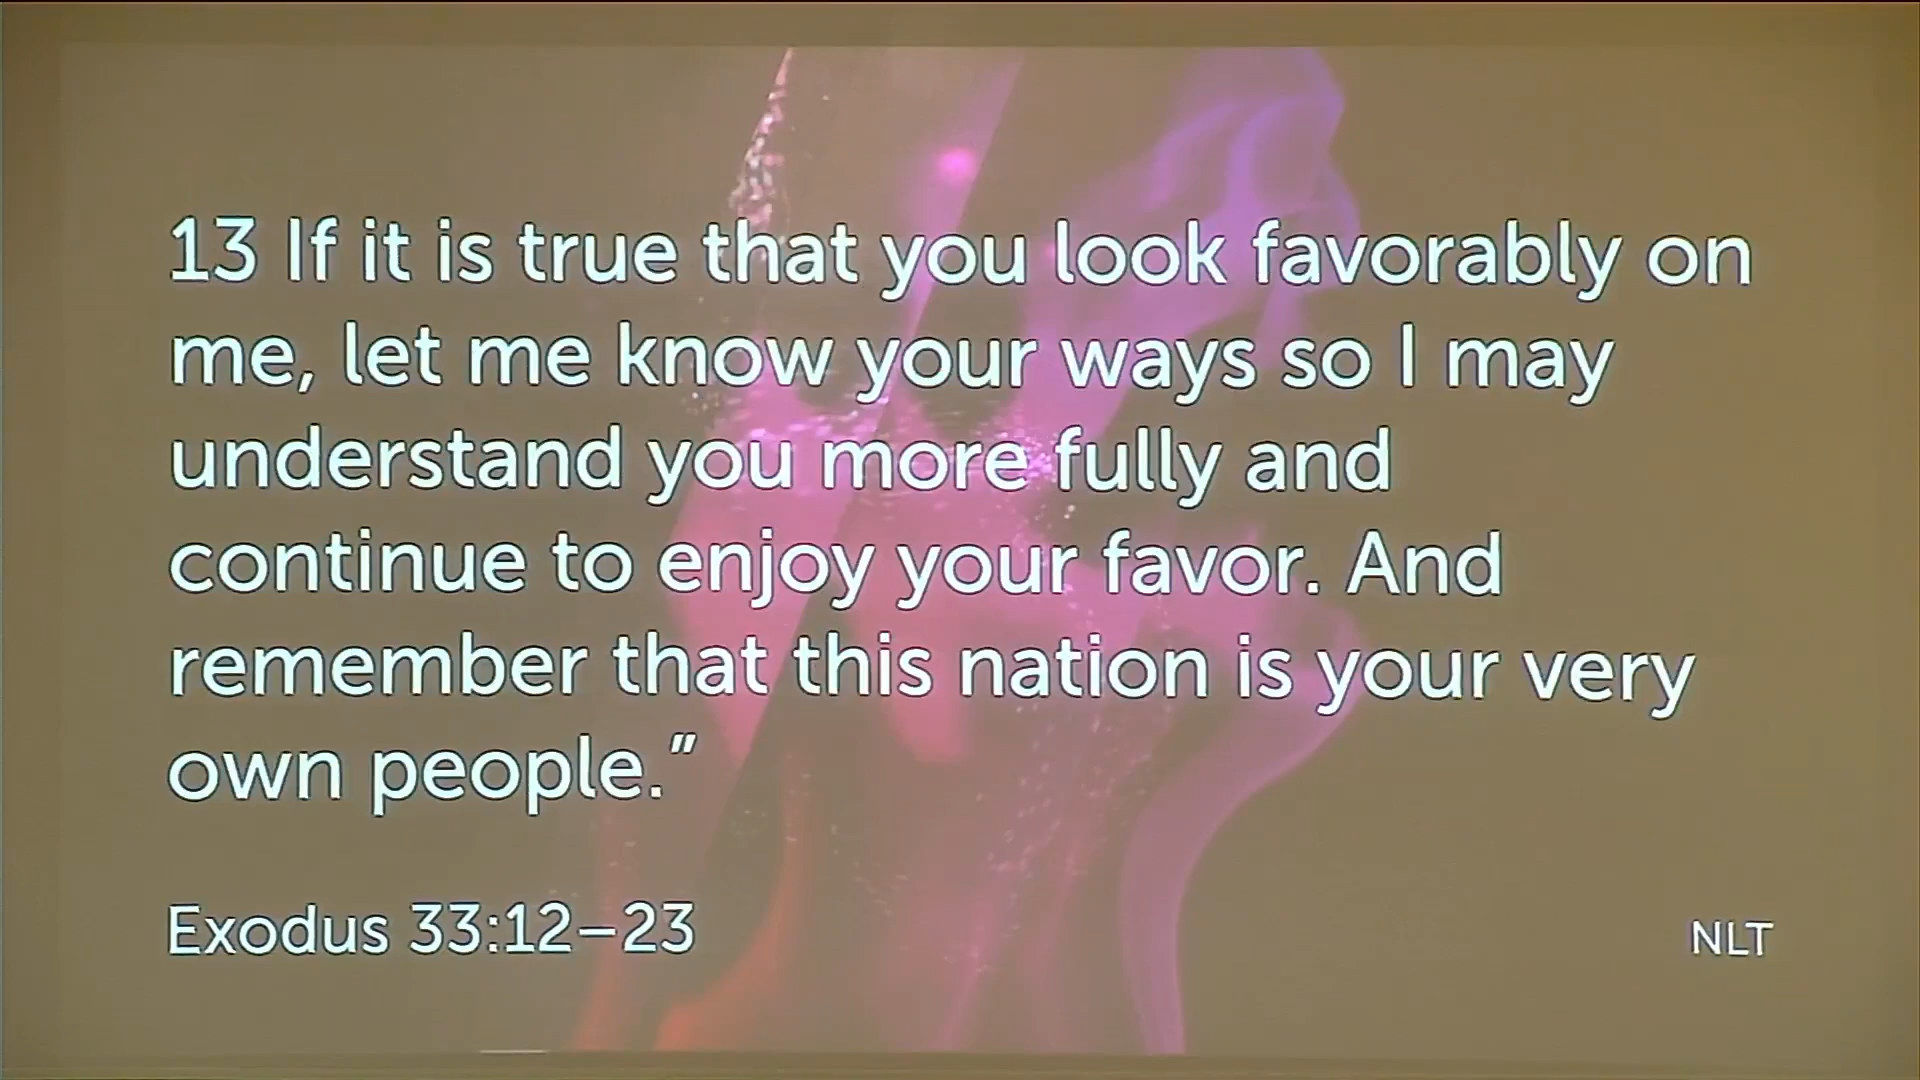 13 If it is true that you look favorably on
me, let me know your ways so I may
understand you more fully and
continue to enjoy your favor. And
remember that this nation is your very
own people.”
Exodus 33:12–23
NLT